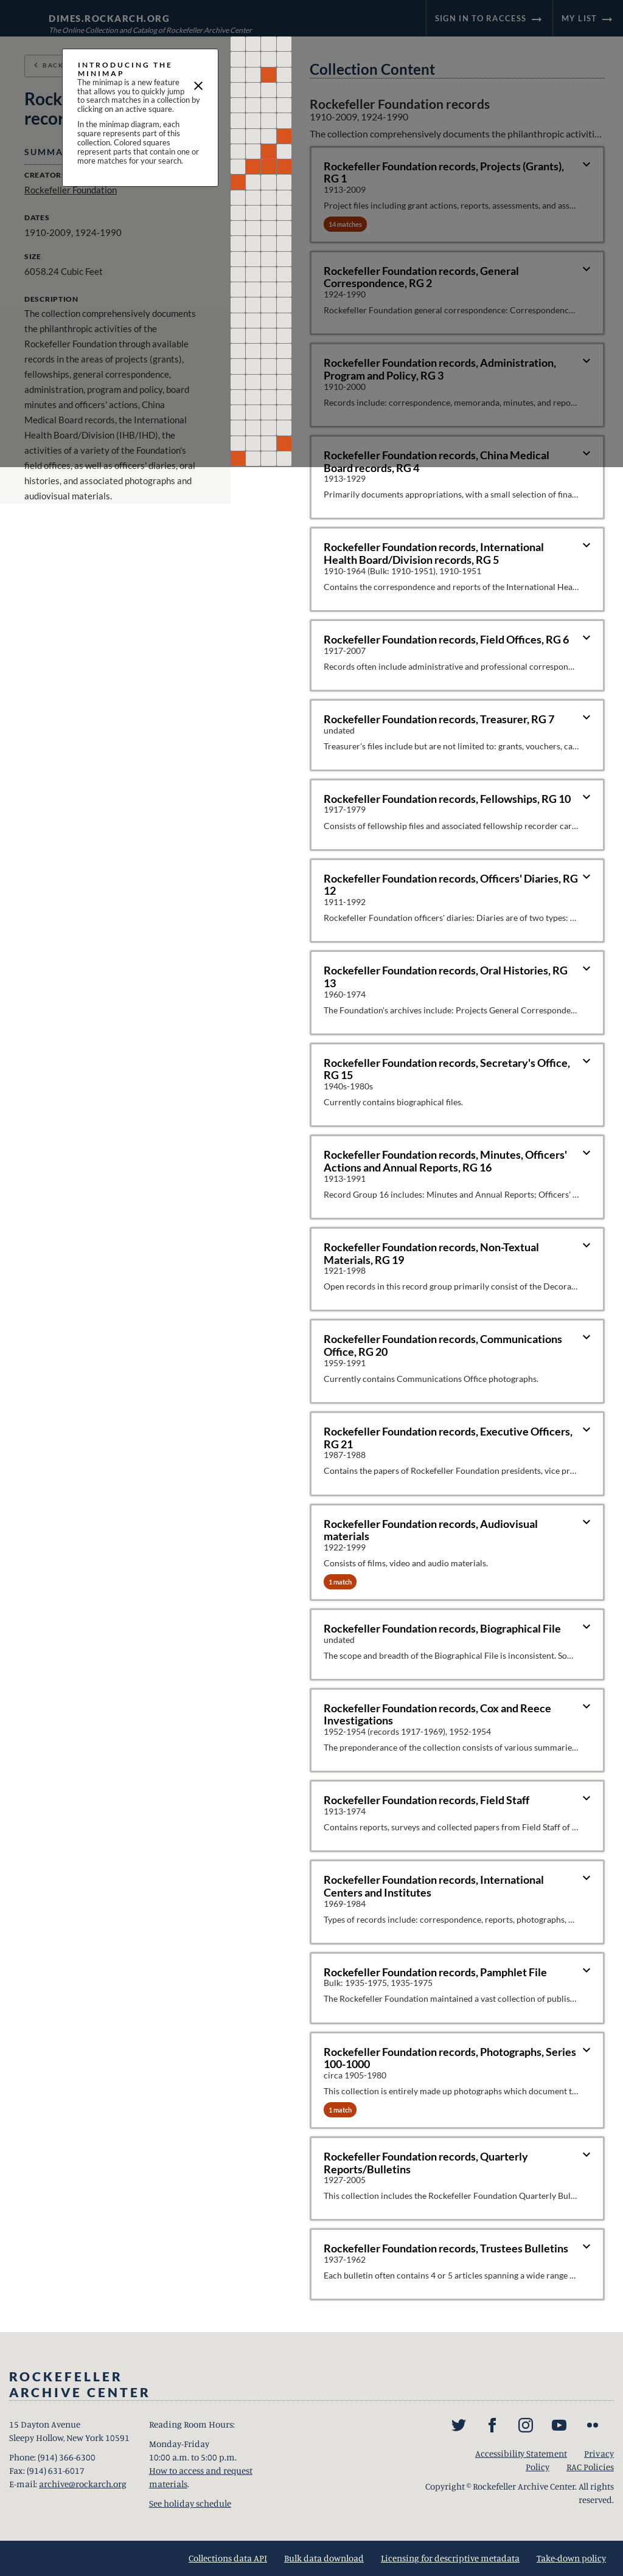 DIMES.ROCKARCH.ORG
The Online Collection and Catalog of Rockefeller Archive Center
SIGN IN TO RACCESS
MY LIST
BACK
INTRODUCING THE
MINIMAP
The minimap is a new feature
that allows you to quickly jump
to search matches in a collection by
clicking on an active square.
In the minimap diagram, each
square represents part of this
collection. Colored squares
represent parts that contain one or
more matches for your search.
Rock
recor
SUMMA
CREATOR
Rockefeller Foundation
DATES
1910-2009, 1924-1990
SIZE
6058.24 Cubic Feet
DESCRIPTION
The collection comprehensively documents
the philanthropic activities of the
Rockefeller Foundation through available
records in the areas of projects (grants),
fellowships, general correspondence,
administration, program and policy, board
minutes and officers' actions, China
Medical Board records, the International
Health Board/Division (IHB/IHD), the
activities of a variety of the Foundation's
field offices, as well as officers' diaries, oral
histories, and associated photographs and
audiovisual materials.
Collection Content
Rockefeller Foundation records
1910-2009, 1924-1990
The collection comprehensively documents the philanthropic activiti...
Rockefeller Foundation records, Projects (Grants),
RG 1
1913-2009
Project files including grant actions, reports, assessments, and ass...
14 matches
Rockefeller Foundation records, General
Correspondence, RG 2
1924-1990
Rockefeller Foundation general correspondence: Correspondenc...
Rockefeller Foundation records, Administration,
Program and Policy, RG 3
1910-2000
Records include: correspondence, memoranda, minutes, and repo...
Rockefeller Foundation records, China Medical
Board records, RG 4
1913-1929
Primarily documents appropriations, with a small selection of fina...
Rockefeller Foundation records, International
Health Board/Division records, RG 5
1910-1964 (Bulk: 1910-1951), 1910-1951
Contains the correspondence and reports of the International Hea...
Rockefeller Foundation records, Field Offices, RG 6
1917-2007
Records often include administrative and professional correspon...
Rockefeller Foundation records, Treasurer, RG 7
undated
Treasurer's files include but are not limited to: grants, vouchers, ca...
Rockefeller Foundation records, Fellowships, RG 10
1917-1979
Consists of fellowship files and associated fellowship recorder car...
Rockefeller Foundation records, Officers' Diaries, RG
12
1911-1992
Rockefeller Foundation officers' diaries: Diaries are of two types: ...
Rockefeller Foundation records, Oral Histories, RG
13
1960-1974
The Foundation's archives include: Projects General Corresponde...
Rockefeller Foundation records, Secretary's Office,
RG 15
1940s-1980s
Currently contains biographical files.
Rockefeller Foundation records, Minutes, Officers'
Actions and Annual Reports, RG 16
1913-1991
Record Group 16 includes: Minutes and Annual Reports; Officers' ...
Rockefeller Foundation records, Non-Textual
Materials, RG 19
1921-1998
Open records in this record group primarily consist of the Decora...
Rockefeller Foundation records, Communications
Office, RG 20
1959-1991
Currently contains Communications Office photographs.
Rockefeller Foundation records, Executive Officers,
RG 21
1987-1988
Contains the papers of Rockefeller Foundation presidents, vice pr...
Rockefeller Foundation records, Audiovisual
materials
1922-1999
Consists of films, video and audio materials.
1 match
Rockefeller Foundation records, Biographical File
undated
The scope and breadth of the Biographical File is inconsistent. So...
Rockefeller Foundation records, Cox and Reece
Investigations
1952-1954 (records 1917-1969), 1952-1954
The preponderance of the collection consists of various summarie...
Rockefeller Foundation records, Field Staff
1913-1974
Contains reports, surveys and collected papers from Field Staff of ...
Rockefeller Foundation records, International
Centers and Institutes
1969-1984
Types of records include: correspondence, reports, photographs, ...
Rockefeller Foundation records, Pamphlet File
Bulk: 1935-1975, 1935-1975
The Rockefeller Foundation maintained a vast collection of publis...
Rockefeller Foundation records, Photographs, Series
100-1000
circa 1905-1980
This collection is entirely made up photographs which document t...
1 match
Rockefeller Foundation records, Quarterly
Reports/Bulletins
1927-2005
This collection includes the Rockefeller Foundation Quarterly Bul...
Rockefeller Foundation records, Trustees Bulletins
1937-1962
Each bulletin often contains 4 or 5 articles spanning a wide range ...
ROCKEFELLER
ARCHIVE CENTER
15 Dayton Avenue
Sleepy Hollow, New York 10591
Phone: (914) 366-6300
Fax: (914) 631-6017
E-mail: archive@rockarch.org
Reading Room Hours:
Monday-Friday
10:00 a.m. to 5:00 p.m.
How to access and request
materials.
See holiday schedule
Accessibility Statement Privacy
Policy RAC Policies
Copyright © Rockefeller Archive Center. All rights
reserved.
Collections data API Bulk data download Licensing for descriptive metadata Take-down policy